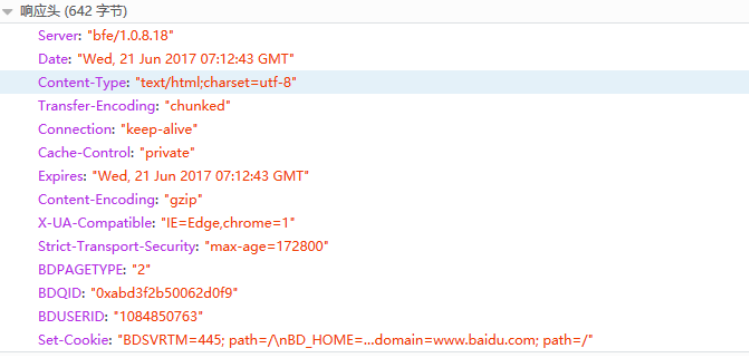 响应头 (642 字节)
Server: "bfe/1.0.8.18"
Date: "Wed, 21 Jun 2017 07:12:43 GMT"
Content-Type: "text/html;charset=utf-8"
Transfer-Encoding: "chunked"
Connection: "keep-alive"
Cache-Control: "private"
Expires: "Wed, 21 Jun 2017 07:12:43 GMT"
Content-Encoding: "gzip"
X-UA-Compatible: "IE=Edge,chrome=1"
Strict-Transport-Security: "max-age=172800"
BDPAGETYPE: "2"
BDQID: "0xabd3f2b50062d0f9"
BDUSERID: "1084850763"
Set-Cookie: "BDSVRTM=445; path=/\nBD_HOME=...domain=www.baidu.com; path=/"